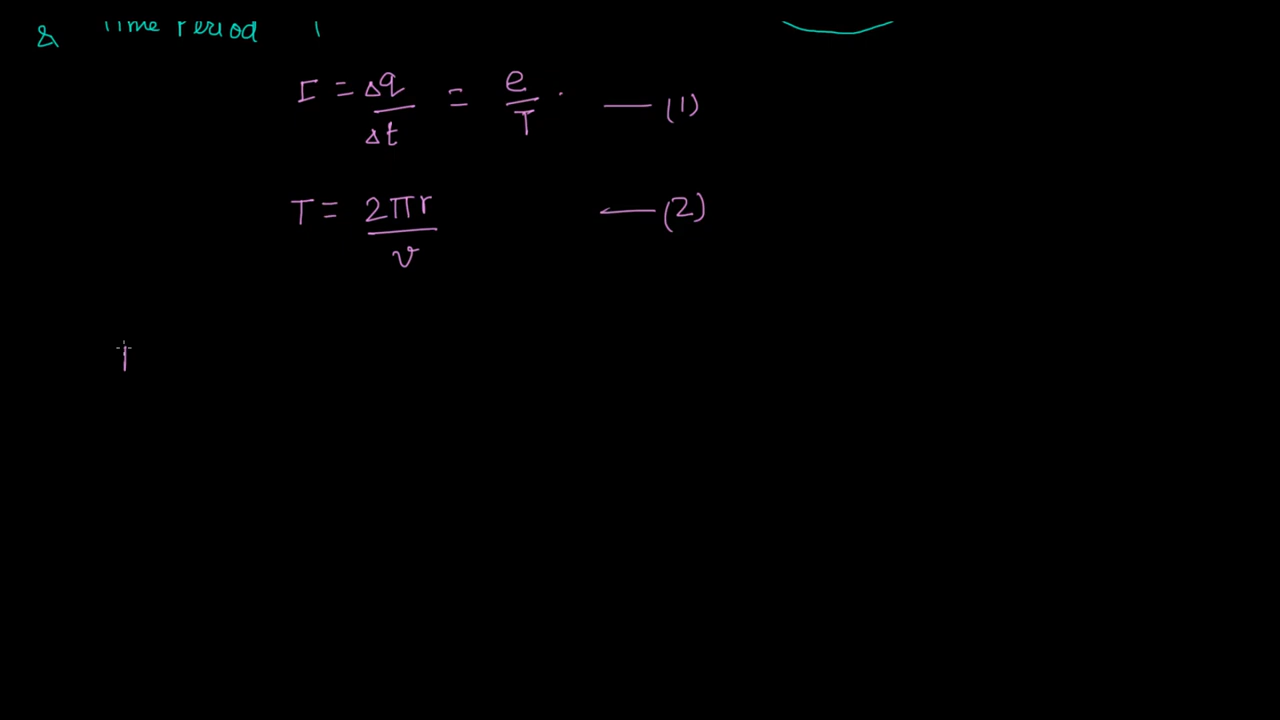 & Time Period T
I = Δq/Δt = e/T . — (1)
T = 2πr/v — (2)